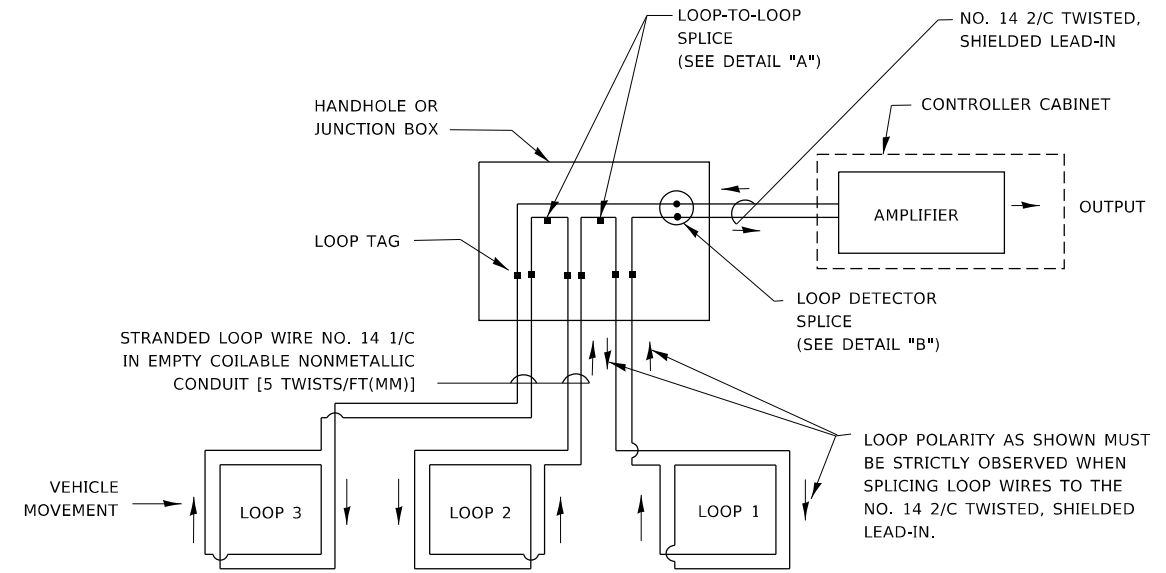 LOOP-TO-LOOP
SPLICE
(SEE DETAIL "A")
NO. 14 2/C TWISTED,
SHIELDED LEAD-IN
HANDHOLE OR
JUNCTION BOX
CONTROLLER CABINET
AMPLIFIER
OUTPUT
LOOP TAG
LOOP DETECTOR
SPLICE
(SEE DETAIL "B")
STRANDED LOOP WIRE NO. 14 1/C
IN EMPTY COILABLE NONMETALLIC
CONDUIT [5 TWISTS/FT(MM)]
LOOP POLARITY AS SHOWN MUST
BE STRICTLY OBSERVED WHEN
SPLICING LOOP WIRES TO THE
NO. 14 2/C TWISTED, SHIELDED
LEAD-IN.
VEHICLE
MOVEMENT
LOOP 3
LOOP 2
LOOP 1